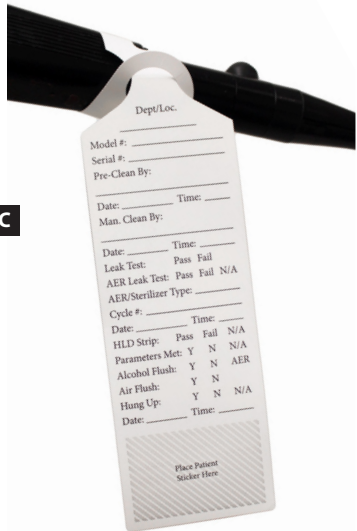 C
Dept/Loc.
Model #:
Serial #:
Pre-Clean By:
Date: Time:
Man. Clean By:
Date: Time:
Leak Test: Pass Fail
AER Leak Test: Pass Fail N/A
AER/Sterilizer Type:
Cycle #:
Date: Time:
HLD Strip: Pass Fail N/A
Parameters Met: Y N N/A
Alcohol Flush: Y N AER
Air Flush: Y N
Hung Up: Y N N/A
Date: Time:
Place Patient
Sticker Here